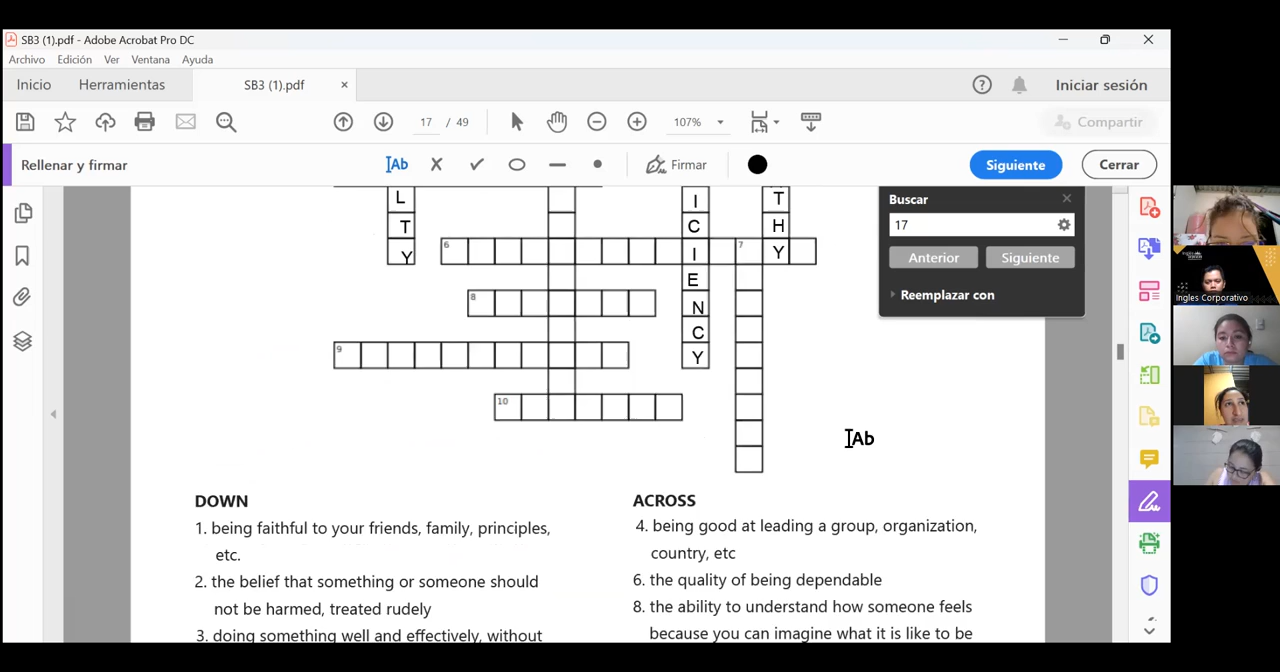 SB3 (1).pdf - Adobe Acrobat Pro DC
Archivo Edición Ver Ventana Ayuda
Inicio Herramientas SB3 (1).pdf × Iniciar sesión
17 / 49 107% Compartir
Rellenar y firmar Ab Firmar Siguiente Cerrar
Buscar
17
Anterior Siguiente
Reemplazar con
L I T
T C H
Y 6 I 7 Y
E
8 N
C
9 Y
10
Ab
DOWN
1. being faithful to your friends, family, principles,
etc.
2. the belief that something or someone should
not be harmed, treated rudely
3. doing something well and effectively, without
ACROSS
4. being good at leading a group, organization,
country, etc
6. the quality of being dependable
8. the ability to understand how someone feels
because you can imagine what it is like to be
Ingles Corporativo